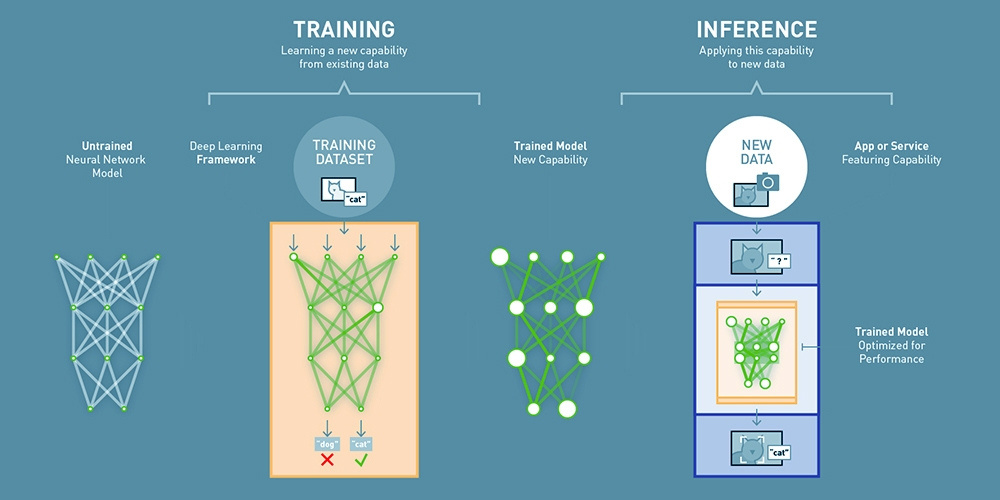 TRAINING
Learning a new capability
from existing data
INFERENCE
Applying this capability
to new data
Untrained
Neural Network
Model
Deep Learning
Framework
TRAINING
DATASET
"cat"
Trained Model
New Capability
NEW
DATA
App or Service
Featuring Capability
"?"
Trained Model
Optimized for
Performance
"dog"
"cat"
"cat"